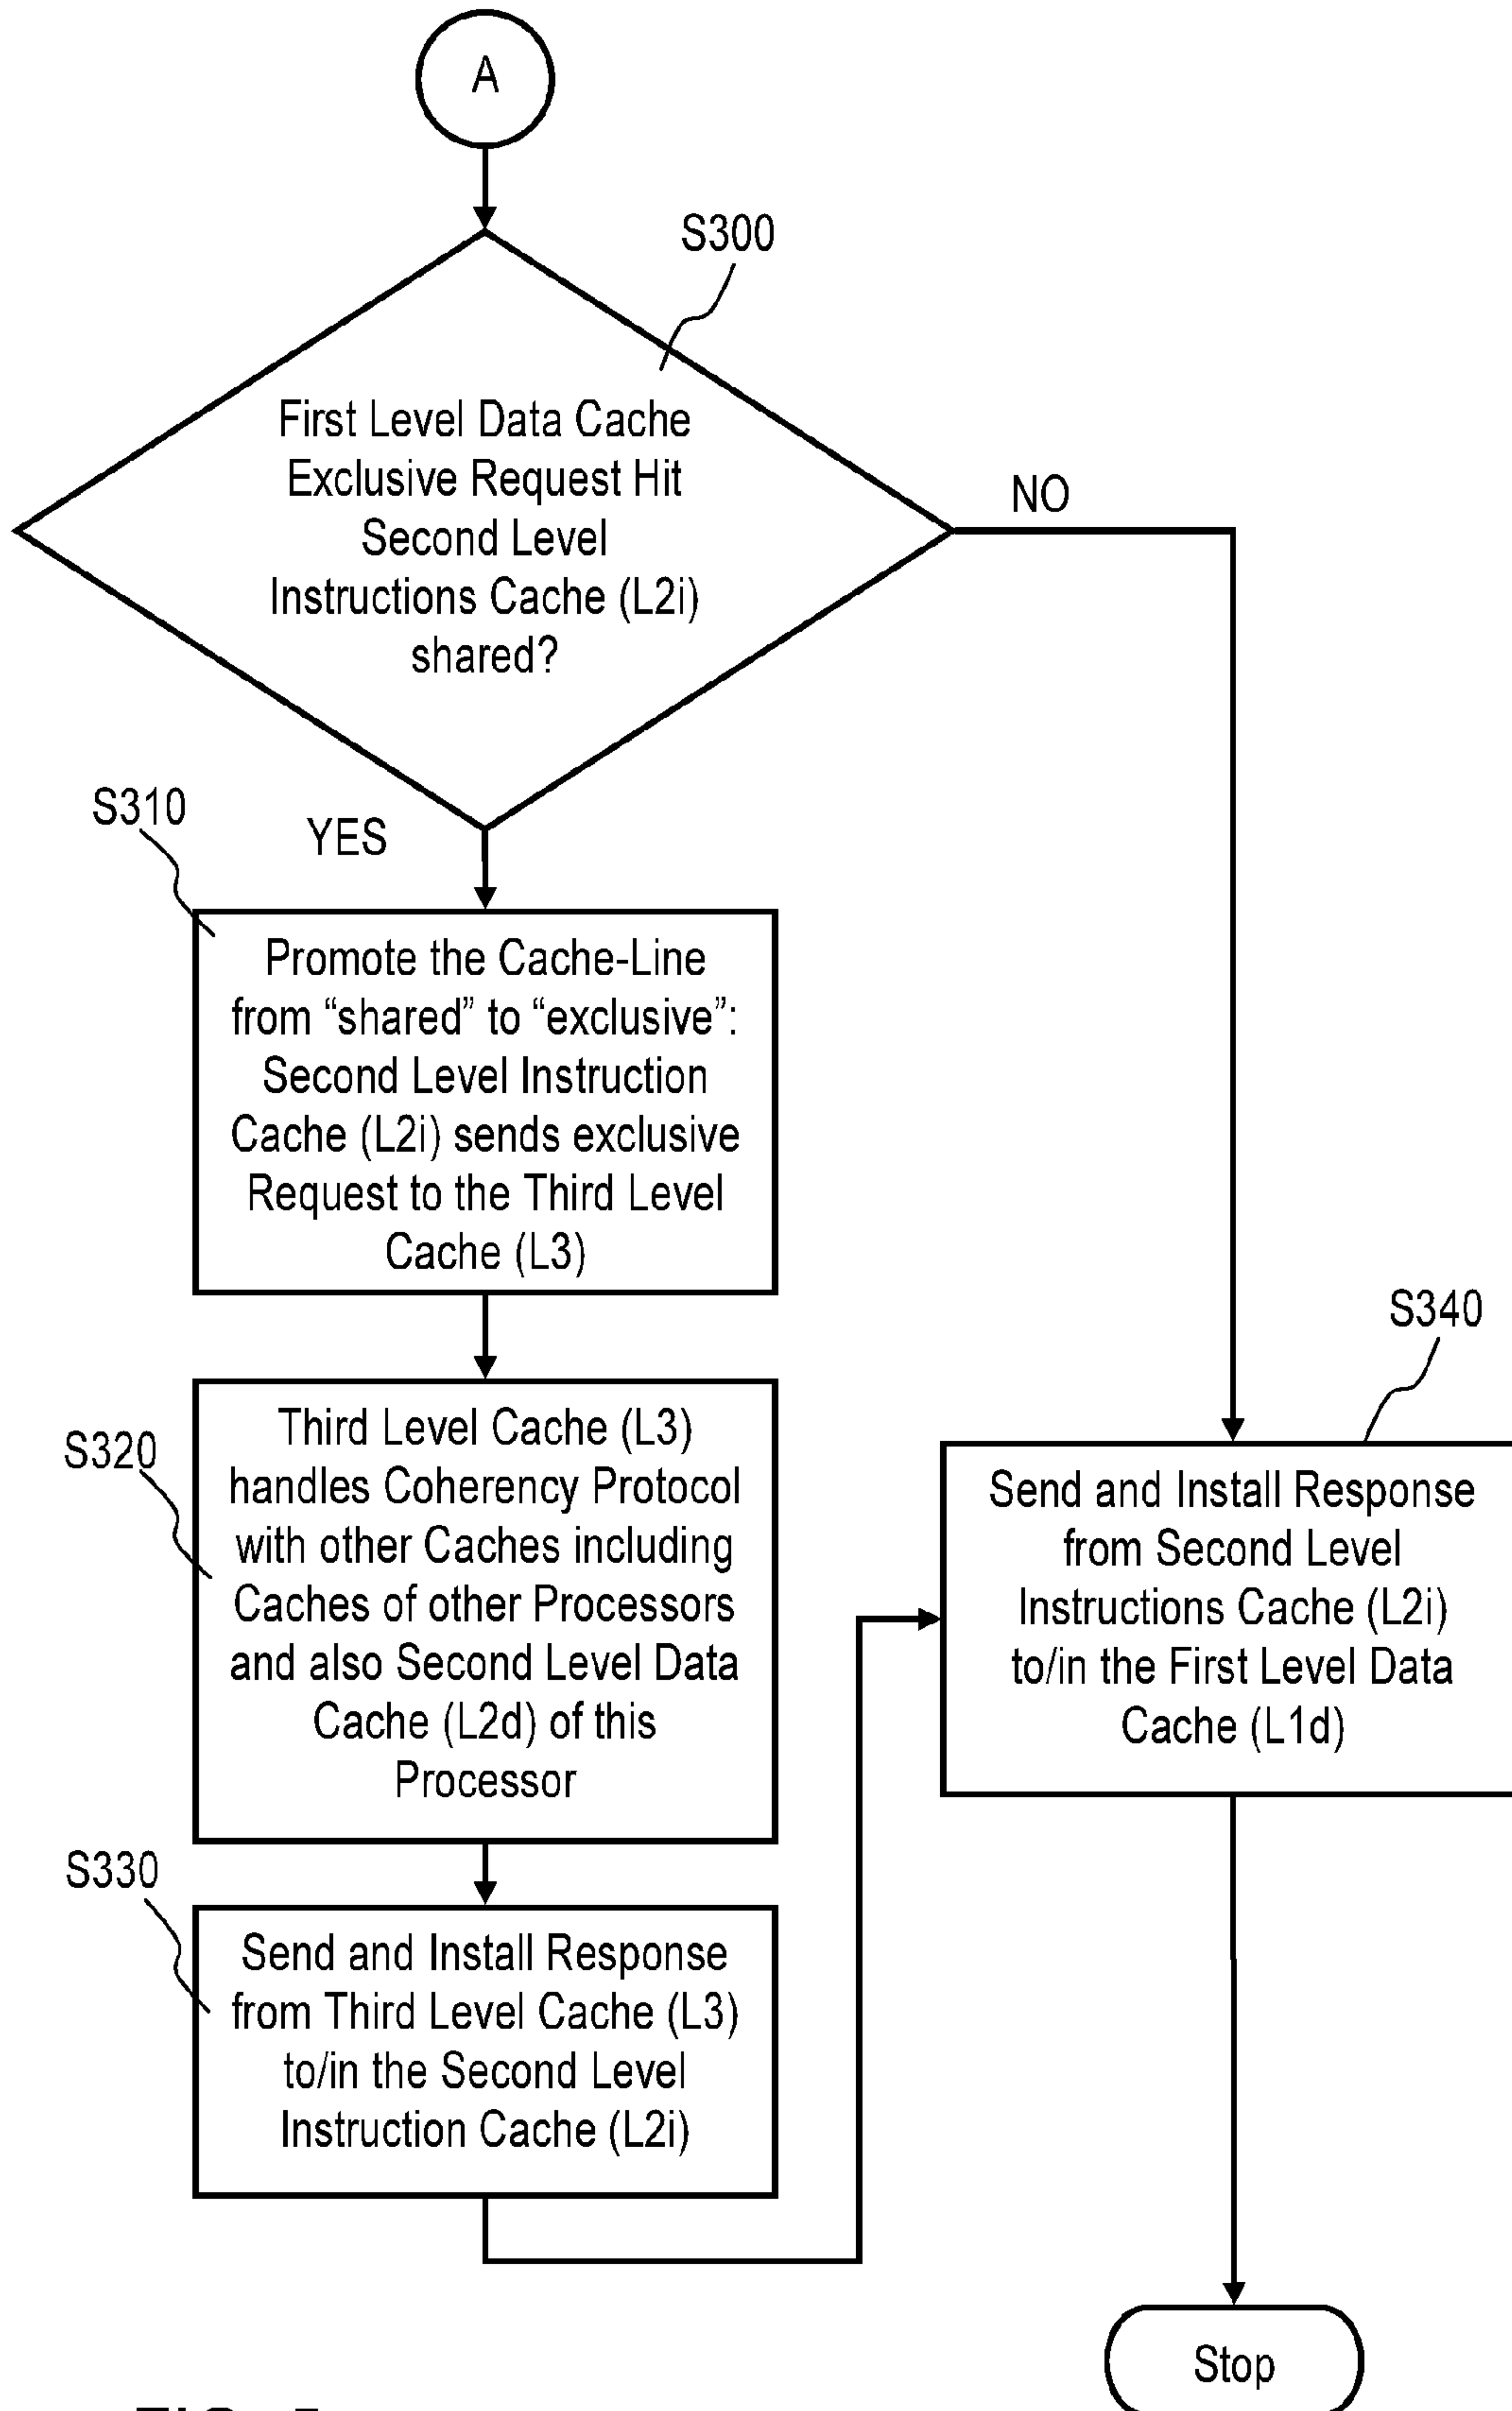 A
S300
First Level Data Cache
Exclusive Request Hit
Second Level
Instructions Cache (L2i)
shared?
NO
YES
S310
Promote the Cache-Line
from “shared” to “exclusive”:
Second Level Instruction
Cache (L2i) sends exclusive
Request to the Third Level
Cache (L3)
S320
Third Level Cache (L3)
handles Coherency Protocol
with other Caches including
Caches of other Processors
and also Second Level Data
Cache (L2d) of this
Processor
S330
Send and Install Response
from Third Level Cache (L3)
to/in the Second Level
Instruction Cache (L2i)
S340
Send and Install Response
from Second Level
Instructions Cache (L2i)
to/in the First Level Data
Cache (L1d)
Stop